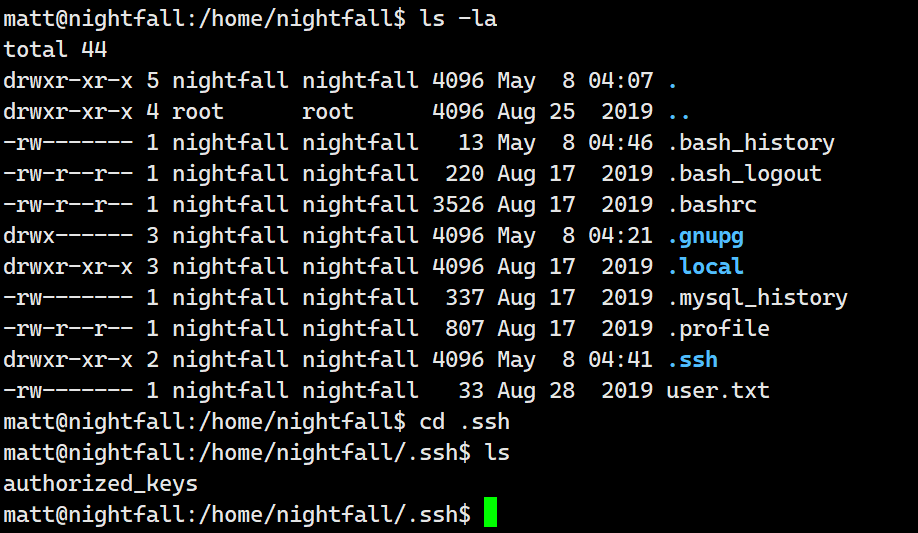 matt@nightfall:/home/nightfall$ ls -la
total 44
drwxr-xr-x 5 nightfall nightfall 4096 May  8 04:07 .
drwxr-xr-x 4 root      root      4096 Aug 25  2019 ..
-rw------- 1 nightfall nightfall   13 May  8 04:46 .bash_history
-rw-r--r-- 1 nightfall nightfall  220 Aug 17  2019 .bash_logout
-rw-r--r-- 1 nightfall nightfall 3526 Aug 17  2019 .bashrc
drwx------ 3 nightfall nightfall 4096 May  8 04:21 .gnupg
drwxr-xr-x 3 nightfall nightfall 4096 Aug 17  2019 .local
-rw------- 1 nightfall nightfall  337 Aug 17  2019 .mysql_history
-rw-r--r-- 1 nightfall nightfall  807 Aug 17  2019 .profile
drwxr-xr-x 2 nightfall nightfall 4096 May  8 04:41 .ssh
-rw------- 1 nightfall nightfall   33 Aug 28  2019 user.txt
matt@nightfall:/home/nightfall$ cd .ssh
matt@nightfall:/home/nightfall/.ssh$ ls
authorized_keys
matt@nightfall:/home/nightfall/.ssh$